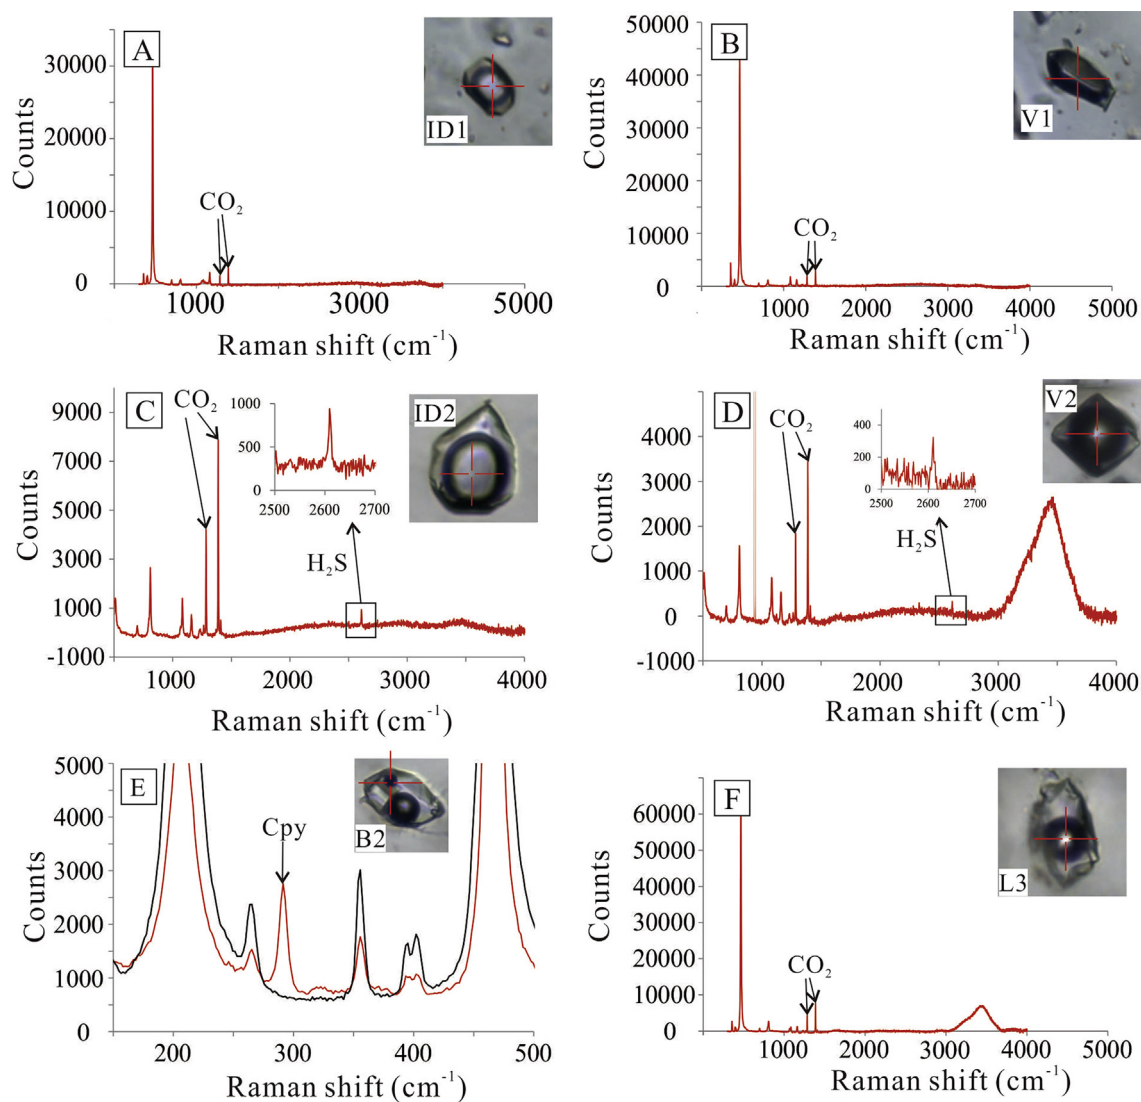 A
Counts
30000
20000
10000
0
CO₂
ID1
1000
3000
5000
Raman shift (cm⁻¹)
B
Counts
50000
40000
30000
20000
10000
0
CO₂
V1
1000
2000
3000
4000
5000
Raman shift (cm⁻¹)
C
Counts
9000
7000
5000
3000
1000
-1000
CO₂
1000
500
0
2500
2600
2700
H₂S
ID2
1000
2000
3000
4000
Raman shift (cm⁻¹)
D
Counts
4000
2000
1000
0
-1000
CO₂
400
200
0
2500
2600
2700
H₂S
V2
1000
2000
3000
4000
Raman shift (cm⁻¹)
E
Counts
5000
4000
3000
2000
1000
0
Cpy
B2
200
300
400
500
Raman shift (cm⁻¹)
F
Counts
60000
50000
40000
30000
20000
10000
0
CO₂
L3
1000
2000
3000
4000
5000
Raman shift (cm⁻¹)